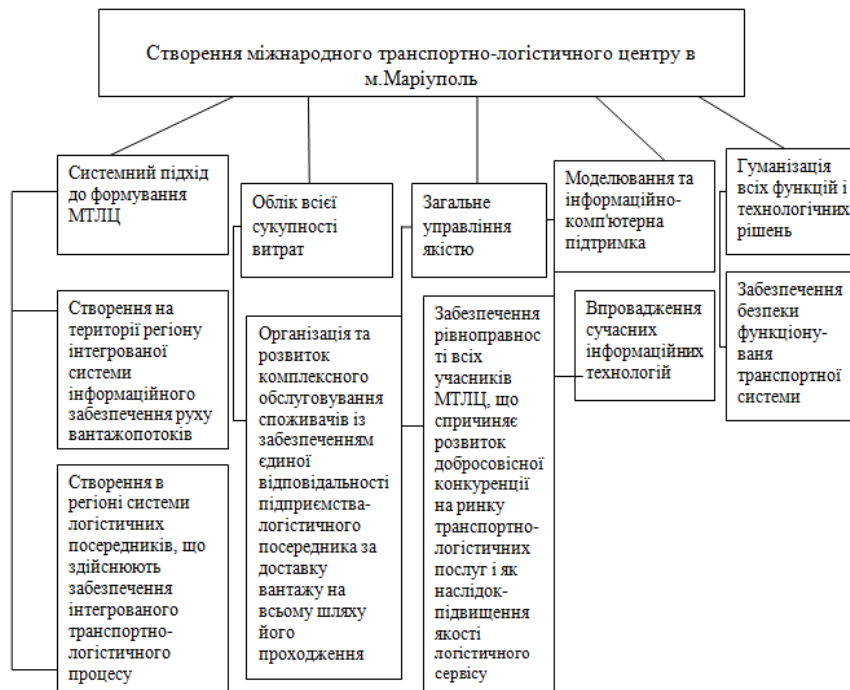 Створення міжнародного транспортно-логістичного центру в
м.Маріуполь
Системний підхід
до формування
МТЛЦ
Облік всієї
сукупності
витрат
Загальне
управління
якістю
Моделювання та
інформаційно-
комп'ютерна
підтримка
Гуманізація
всіх функцій і
технологічних
рішень
Створення на
території регіону
інтегрованої
системи
інформаційного
забезпечення руху
вантажопотоків
Організація та
розвиток
комплексного
обслуговування
споживачів із
забезпеченням
єдиної
відповідальності
підприємства-
логістичного
посередника за
доставку
вантажу на
всьому шляху
його
проходження
Забезпечення
рівноправнос
ті всіх
учасників
МТЛЦ, що
спричиняє
розвиток
добросовісної
конкуренції
на ринку
транспортно-
логістичних
послуг і як
наслідок-
підвищення
якості
логістичного
сервісу
Впровадження
сучасних
інформаційних
технологій
Забезпечення
безпеки
функціону-
ваня
транспортної
системи
Створення в
регіоні системи
логістичних
посередників, що
здійснюють
забезпечення
інтегрованого
транспортно-
логістичного
процесу